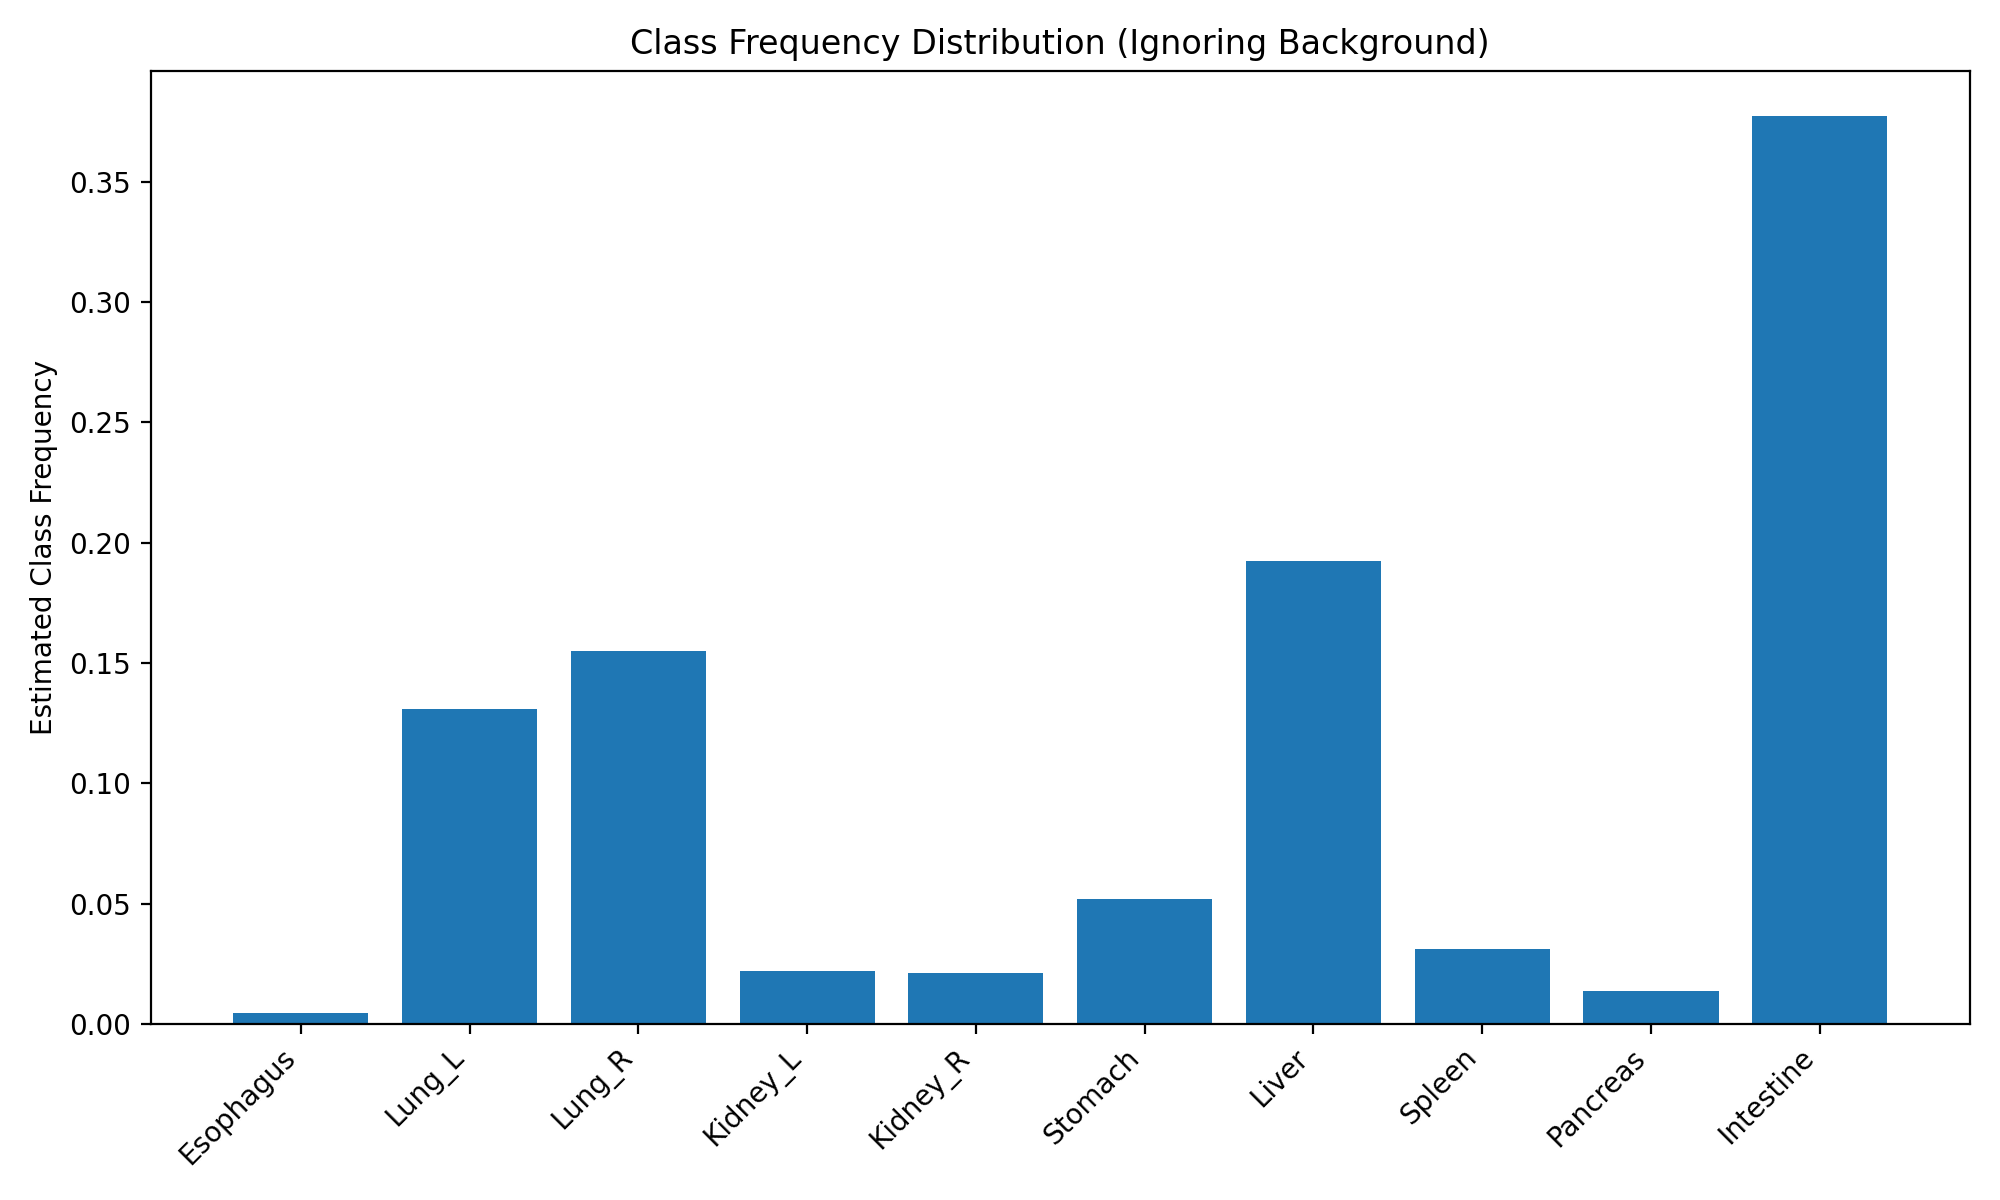 Class Frequency Distribution (Ignoring Background)
Estimated Class Frequency
0.35
0.30
0.25
0.20
0.15
0.10
0.05
0.00
Esophagus
Lung_L
Lung_R
Kidney_L
Kidney_R
Stomach
Liver
Spleen
Pancreas
Intestine